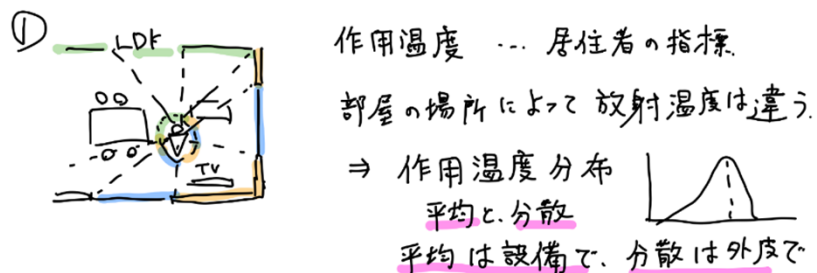 ①
LDK
TV
作用温度 … 居住者の指標.
部屋の場所によって 放射温度は違う.
⇒ 作用温度分布
平均と、分散
平均は設備で、分散は外皮で